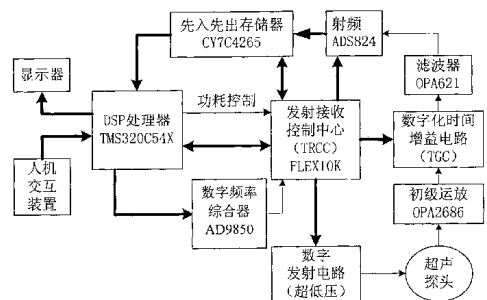 先入先出存储器
CY7C4265
射频
ADS824
显示器
滤波器
OPA621
DSP处理器
TMS320C54X
功耗控制
发射接收
控制中心
(TRCC)
FLEX10K
数字化时间
增益电路
(TGC)
人机
交互
装置
数字频率
综合器
AD9850
初级运放
OPA2686
数字
发射电路
(超低压)
超声
探头